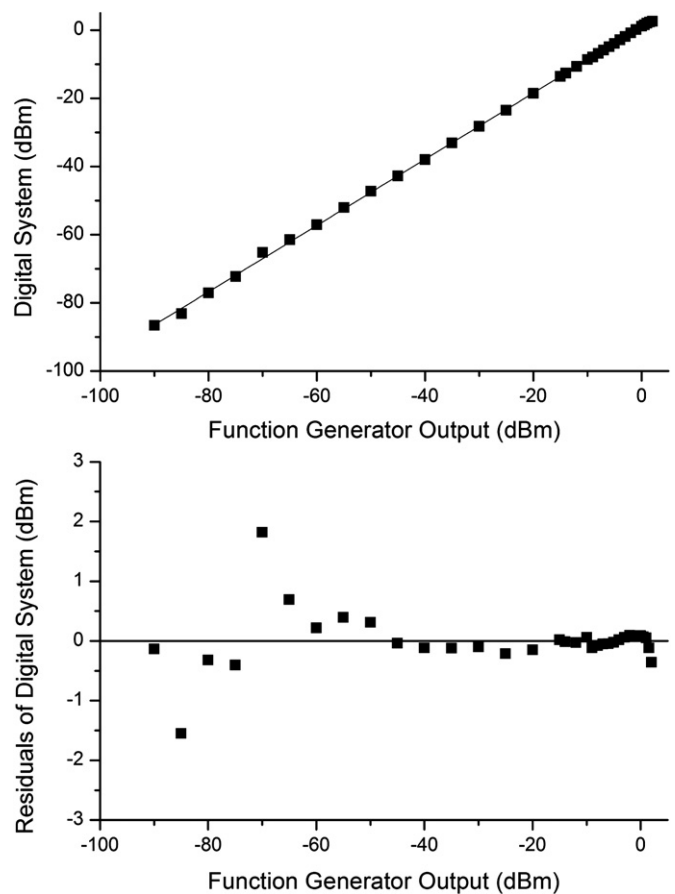 0
-20
-40
-60
-80
-100
Digital System (dBm)
-100 -80 -60 -40 -20 0
Function Generator Output (dBm)
3
2
1
0
-1
-2
-3
Residuals of Digital System (dBm)
-100 -80 -60 -40 -20 0
Function Generator Output (dBm)